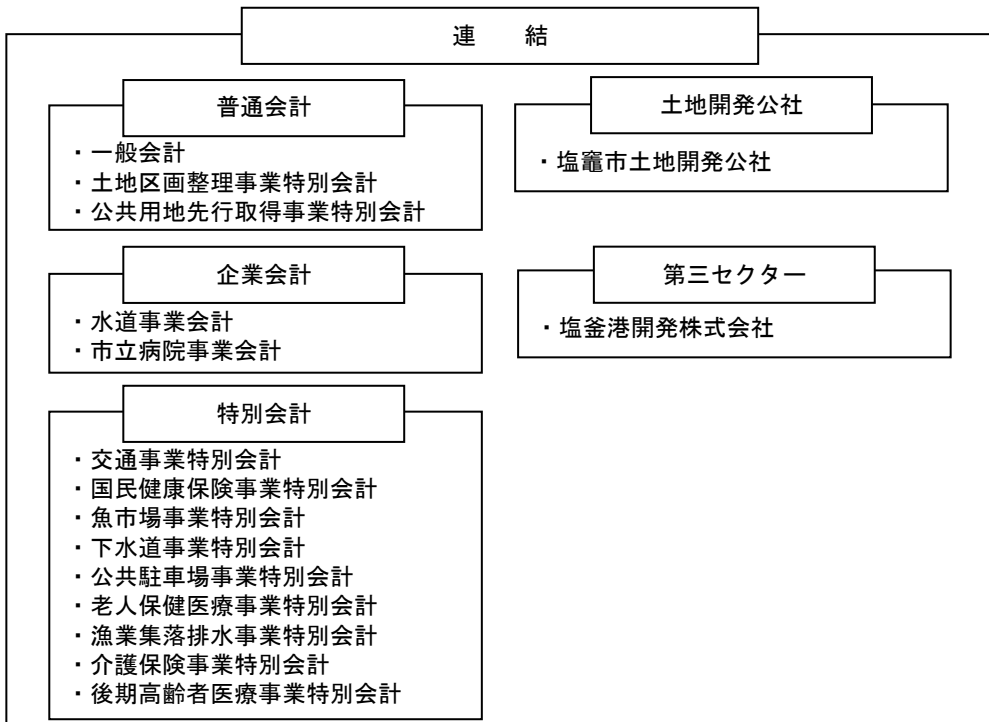 連　　結
普通会計
・一般会計
・土地区画整理事業特別会計
・公共用地先行取得事業特別会計
土地開発公社
・塩竈市土地開発公社
企業会計
・水道事業会計
・市立病院事業会計
第三セクター
・塩釜港開発株式会社
特別会計
・交通事業特別会計
・国民健康保険事業特別会計
・魚市場事業特別会計
・下水道事業特別会計
・公共駐車場事業特別会計
・老人保健医療事業特別会計
・漁業集落排水事業特別会計
・介護保険事業特別会計
・後期高齢者医療事業特別会計